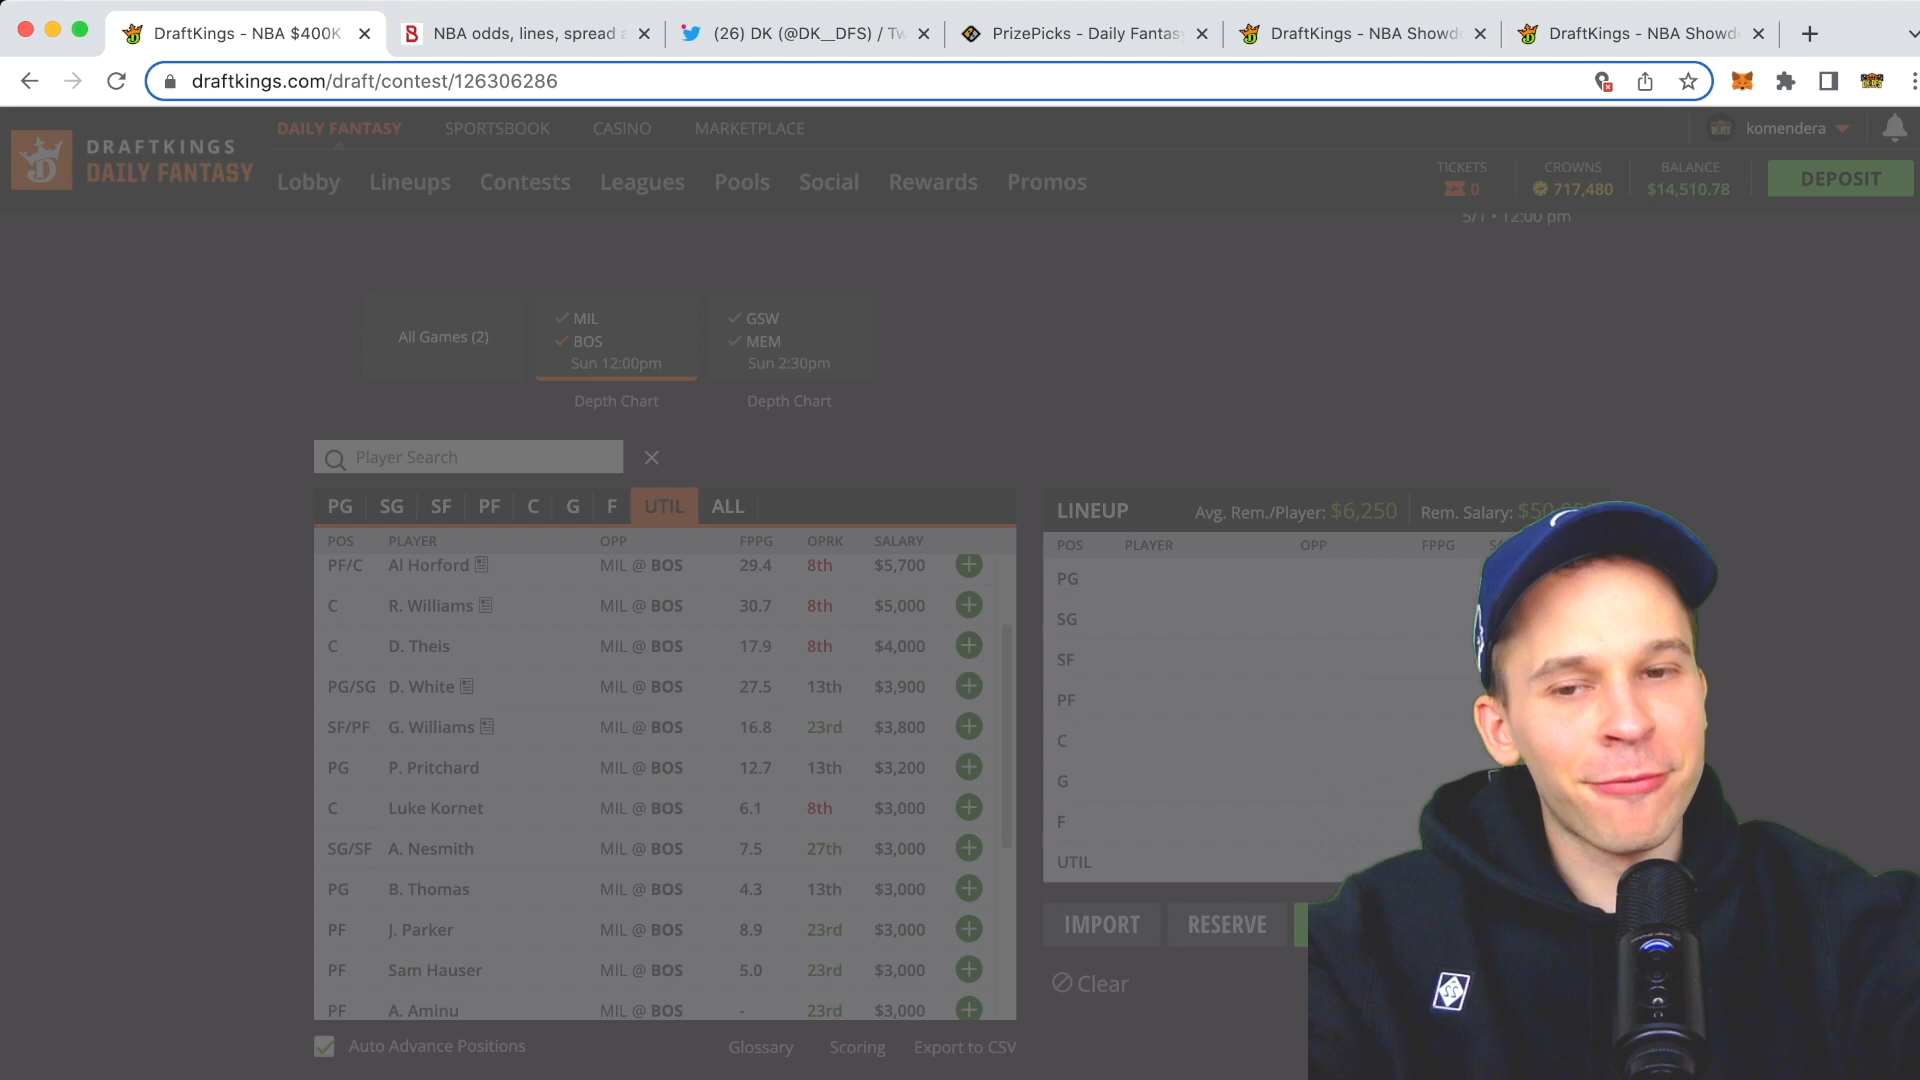 DraftKings - NBA $400K
NBA odds, lines, spread a
(26) DK (@DK__DFS) / Tw
PrizePicks - Daily Fantasy
DraftKings - NBA Showd
DraftKings - NBA Showd
draftkings.com/draft/contest/126306286
DRAFTKINGS
DAILY FANTASY
DAILY FANTASY SPORTSBOOK CASINO MARKETPLACE
komendera
Lobby Lineups Contests Leagues Pools Social Rewards Promos
TICKETS
0
CROWNS
717,480
BALANCE
$14,510.78
DEPOSIT
5/1 • 12:00 pm
All Games (2)
MIL
BOS
Sun 12:00pm
Depth Chart
GSW
MEM
Sun 2:30pm
Depth Chart
Player Search
PG SG SF PF C G F UTIL ALL
POS PLAYER OPP FPPG OPRK SALARY
PF/C Al Horford MIL @ BOS 29.4 8th $5,700
C R. Williams MIL @ BOS 30.7 8th $5,000
C D. Theis MIL @ BOS 17.9 8th $4,000
PG/SG D. White MIL @ BOS 27.5 13th $3,900
SF/PF G. Williams MIL @ BOS 16.8 23rd $3,800
PG P. Pritchard MIL @ BOS 12.7 13th $3,200
C Luke Kornet MIL @ BOS 6.1 8th $3,000
SG/SF A. Nesmith MIL @ BOS 7.5 27th $3,000
PG B. Thomas MIL @ BOS 4.3 13th $3,000
PF J. Parker MIL @ BOS 8.9 23rd $3,000
PF Sam Hauser MIL @ BOS 5.0 23rd $3,000
PF A. Aminu MIL @ BOS - 23rd $3,000
Auto Advance Positions
Glossary Scoring Export to CSV
LINEUP Avg. Rem./Player: $6,250 Rem. Salary:
POS PLAYER OPP FPPG
PG
SG
SF
PF
C
G
F
UTIL
IMPORT RESERVE
Clear